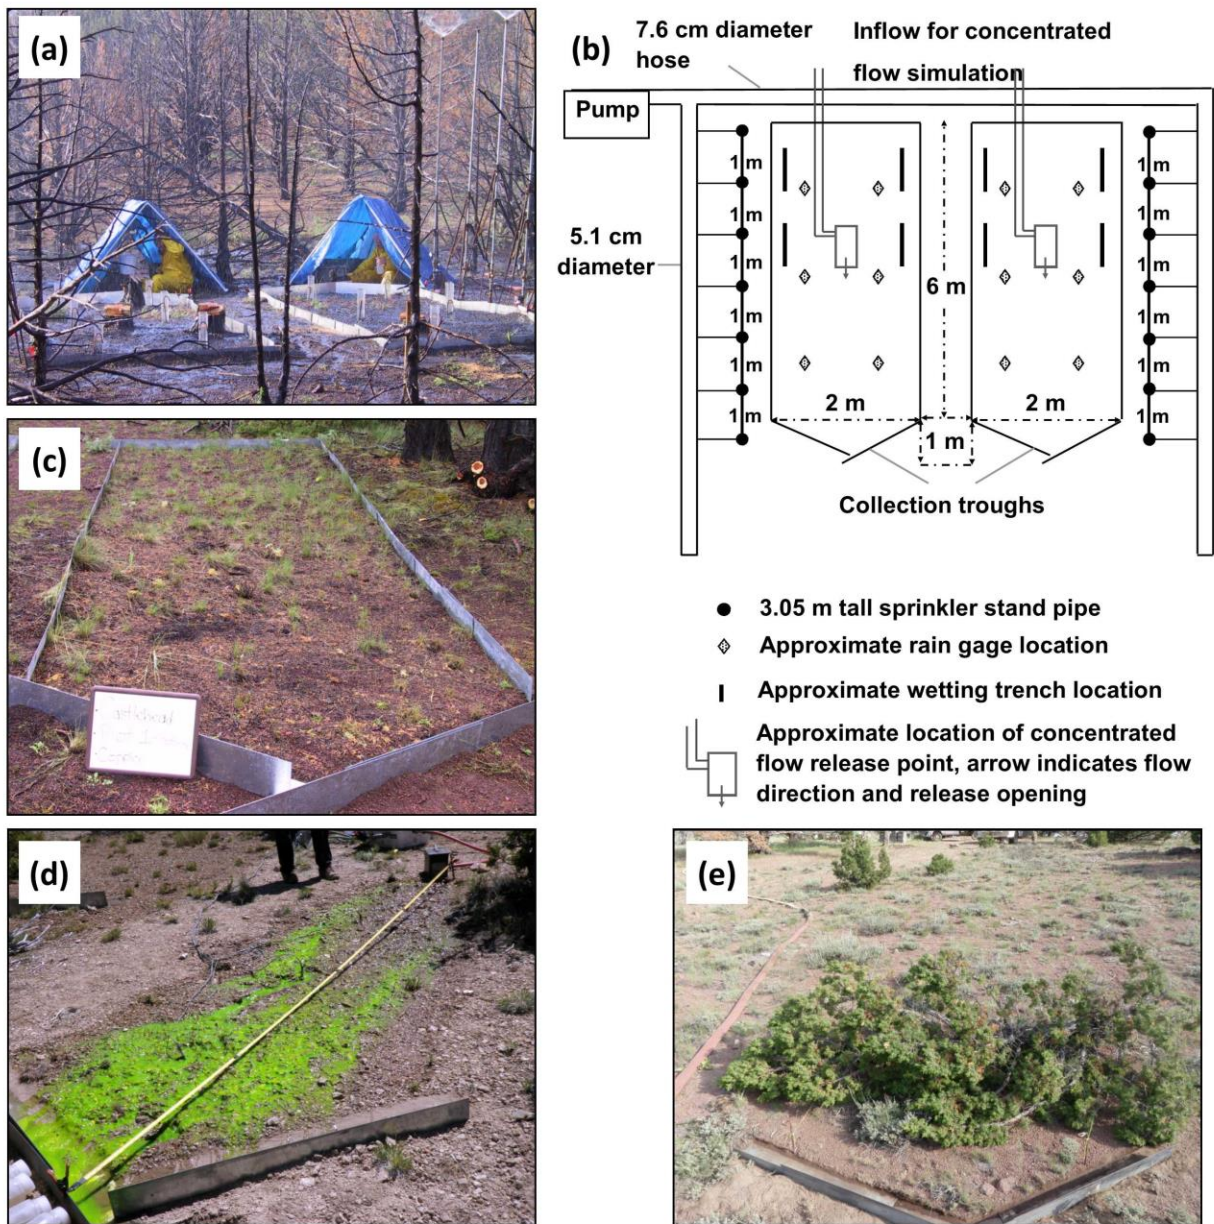 (a)
(b)
7.6 cm diameter
hose
Inflow for concentrated
flow simulation
Pump
1 m
1 m
1 m
1 m
1 m
1 m
5.1 cm
diameter
6 m
2 m
2 m
1 m
1 m
1 m
1 m
1 m
1 m
1 m
Collection troughs
3.05 m tall sprinkler stand pipe
Approximate rain gage location
Approximate wetting trench location
Approximate location of concentrated
flow release point, arrow indicates flow
direction and release opening
(c)
Castlehead
Plot 1
(d)
(e)